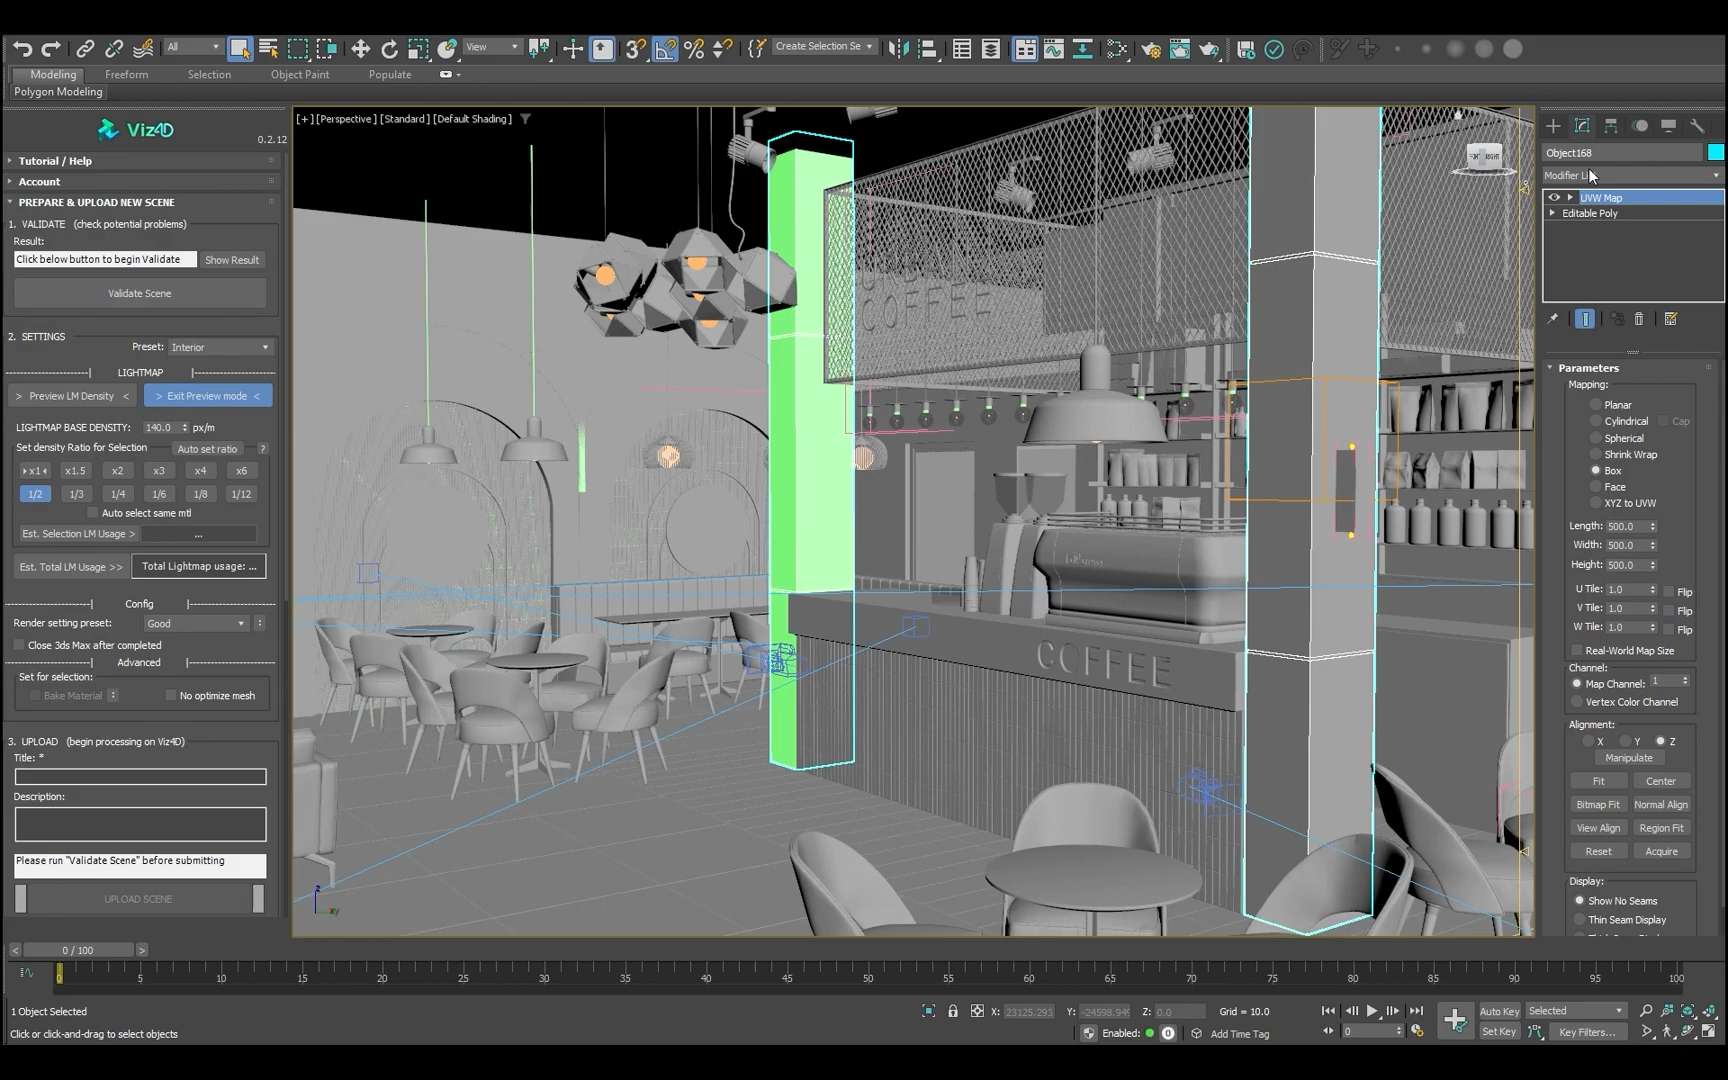 All
View
Create Selection Se
Modeling Freeform Selection Object Paint Populate
Polygon Modeling
Viz4D
0.2.12
Tutorial / Help
Account
PREPARE & UPLOAD NEW SCENE
1. VALIDATE (check potential problems)
Result:
Click below button to begin Validate Show Result
Validate Scene
2. SETTINGS
Preset: Interior
LIGHTMAP
> Preview LM Density < > Exit Preview mode <
LIGHTMAP BASE DENSITY: 140.0 px/m
Set density Ratio for Selection Auto set ratio ?
x1 x1.5 x2 x3 x4 x6
1/2 1/3 1/4 1/6 1/8 1/12
Auto select same mtl
Est. Selection LM Usage > ...
Est. Total LM Usage >> Total Lightmap usage: ...
Config
Render setting preset: Good :
Close 3ds Max after completed
Advanced
Set for selection:
Bake Material : No optimize mesh
3. UPLOAD (begin processing on Viz4D)
Title: *
Description:
Please run "Validate Scene" before submitting
UPLOAD SCENE
[+] [Perspective] [Standard] [Default Shading]
COFFEE
COFFEE
RIGHT
Object168
Modifier Li
UVW Map
Editable Poly
Parameters
Mapping:
Planar
Cylindrical Cap
Spherical
Shrink Wrap
Box
Face
XYZ to UVW
Length: 500.0
Width: 500.0
Height: 500.0
U Tile: 1.0 Flip
V Tile: 1.0 Flip
W Tile: 1.0 Flip
Real-World Map Size
Channel:
Map Channel: 1
Vertex Color Channel
Alignment:
X Y Z
Manipulate
Fit Center
Bitmap Fit Normal Align
View Align Region Fit
Reset Acquire
Display:
Show No Seams
Thin Seam Display
< 0 / 100 >
0 5 10 15 20 25 30 35 40 45 50 55 60 65 70 75 80 85 90 95 100
1 Object Selected
Click or click-and-drag to select objects
X: 23125.293 Y: -24598.949 Z: 0.0 Grid = 10.0
Enabled: 0 Add Time Tag
0
Auto Key Selected
Set Key Key Filters...